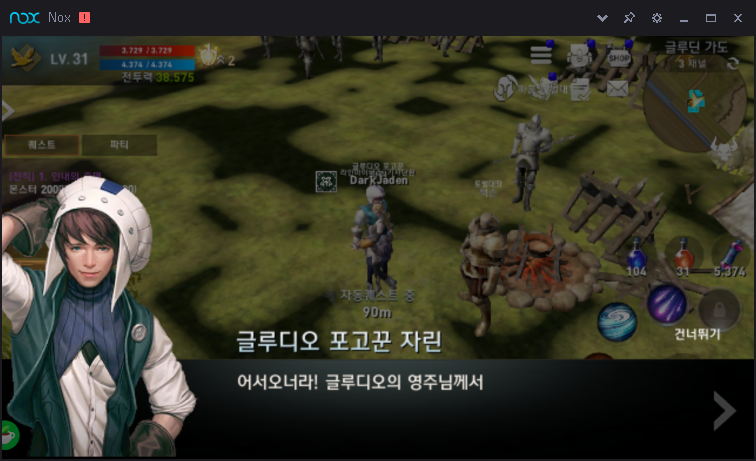 nox Nox
LV.31
3.729 / 3.729
4.374 / 4.374
전투력 38.575
2
SHOP
글루딘 가도
3 채널
퀘스트
파티
글루디오 포고꾼
DarkJaden
자동퀘스트 중
90m
104
31
5.374
건너뛰기
글루디오 포고꾼 자린
어서오너라! 글루디오의 영주님께서